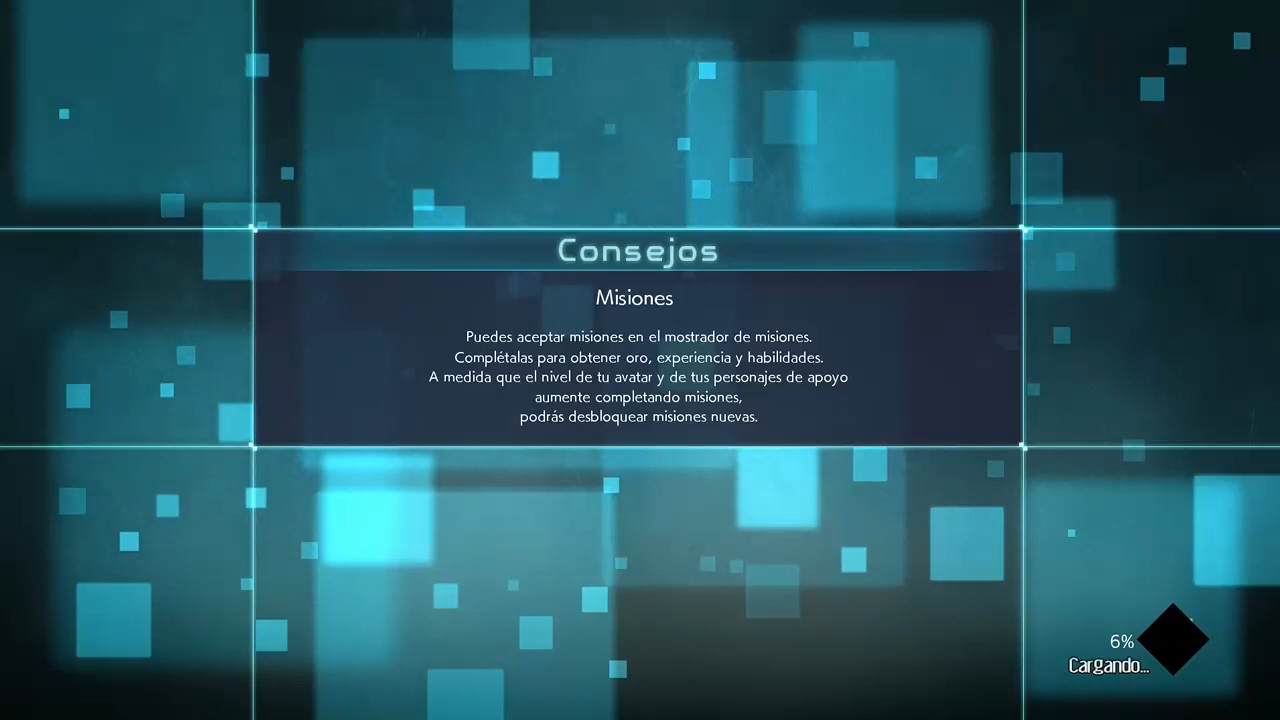 Consejos
Misiones
Puedes aceptar misiones en el mostrador de misiones.
Complétalas para obtener oro, experiencia y habilidades.
A medida que el nivel de tu avatar y de tus personajes de apoyo
aumente completando misiones,
podrás desbloquear misiones nuevas.
6%
Cargando...